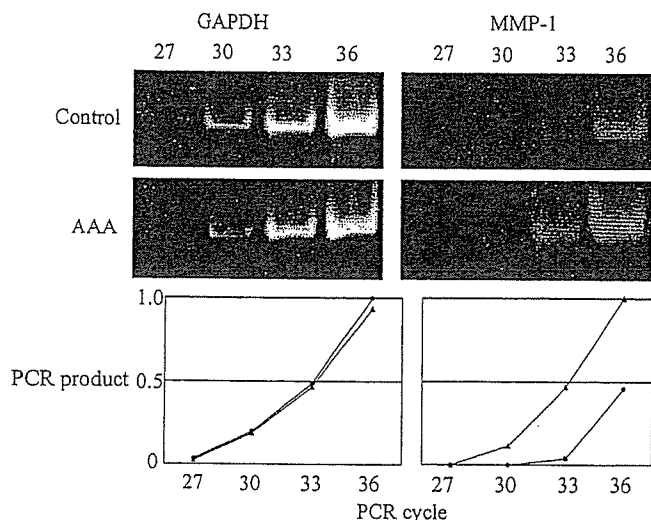 GAPDH MMP-1
27 30 33 36 27 30 33 36
Control
AAA
1.0
PCR product 0.5
0
27 30 33 36 27 30 33 36
PCR cycle